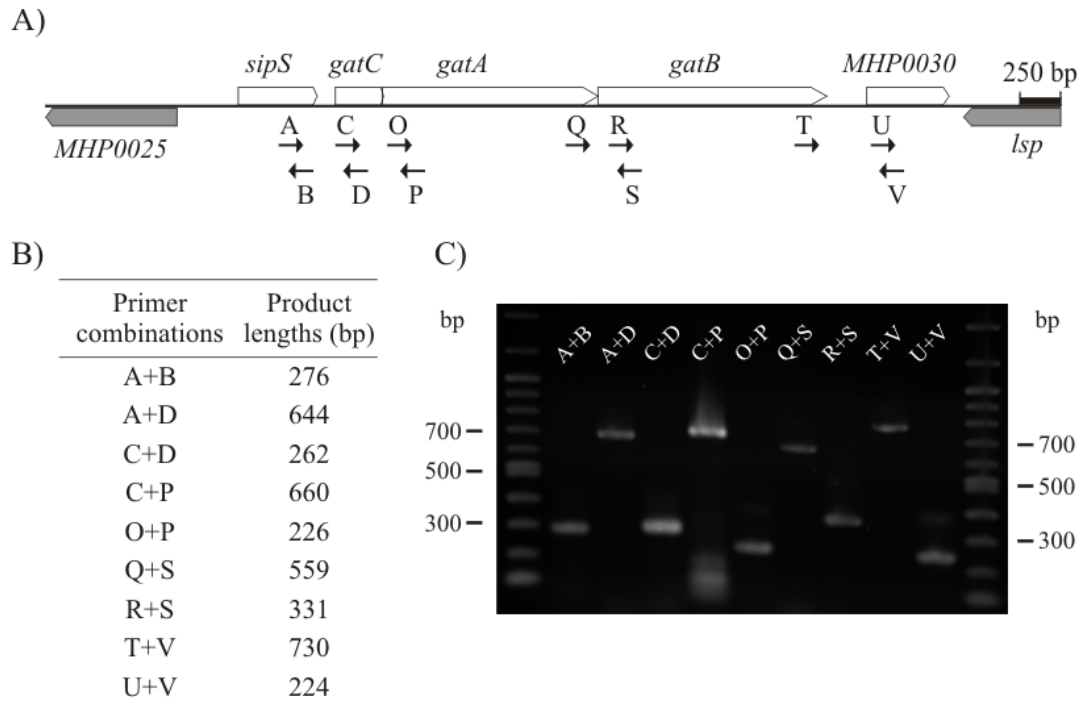 A)
sipS gatC gatA gatB MHP0030 250 bp
A C O Q R T U
MHP0025 lsp
B D P S V
B)
Primer combinations Product lengths (bp)
A+B 276
A+D 644
C+D 262
C+P 660
O+P 226
Q+S 559
R+S 331
T+V 730
U+V 224
C)
bp bp
A+B A+D C+D C+P O+P Q+S R+S T+V U+V
700 700
500 500
300 300